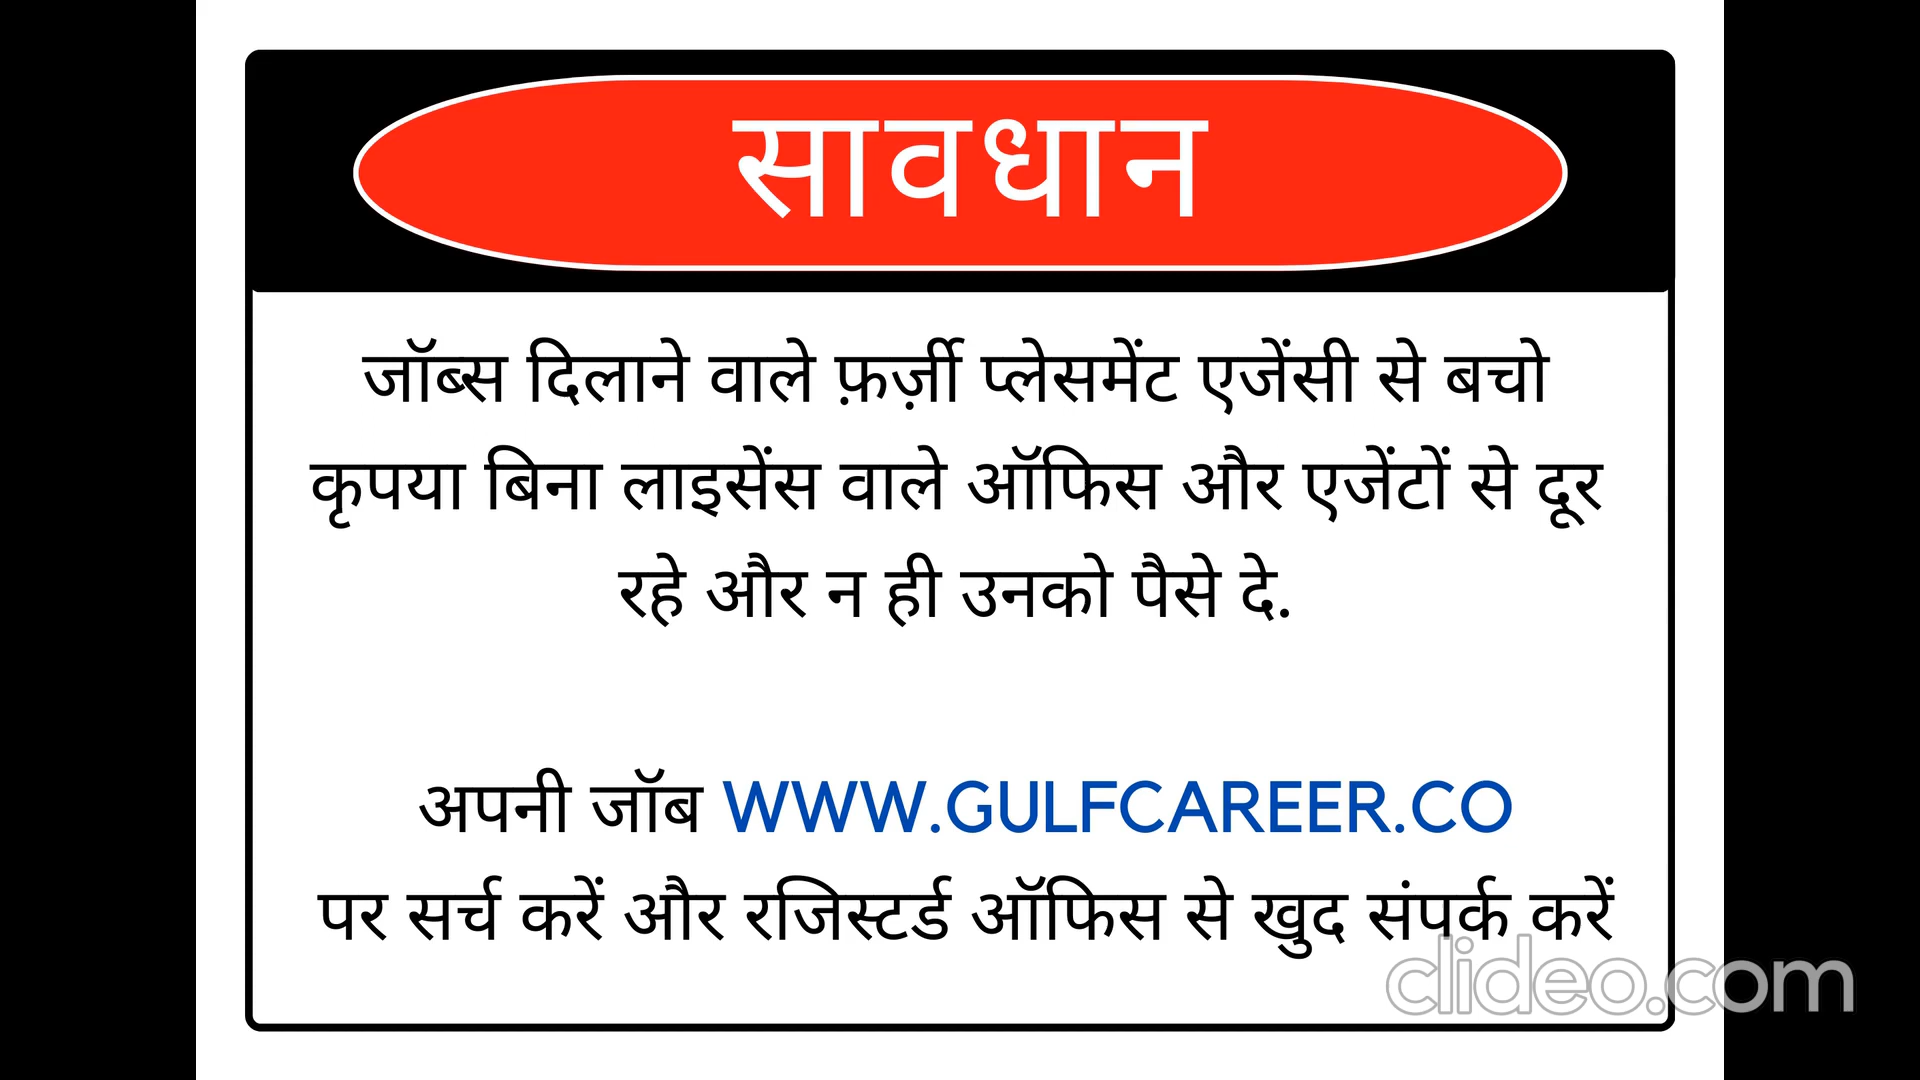 सावधान
जॉब्स दिलाने वाले फ़र्ज़ी प्लेसमेंट एजेंसी से बचो
कृपया बिना लाइसेंस वाले ऑफिस और एजेंटों से दूर
रहे और न ही उनको पैसे दे.
अपनी जॉब WWW.GULFCAREER.CO
पर सर्च करें और रजिस्टर्ड ऑफिस से खुद संपर्क करें
clideo.com